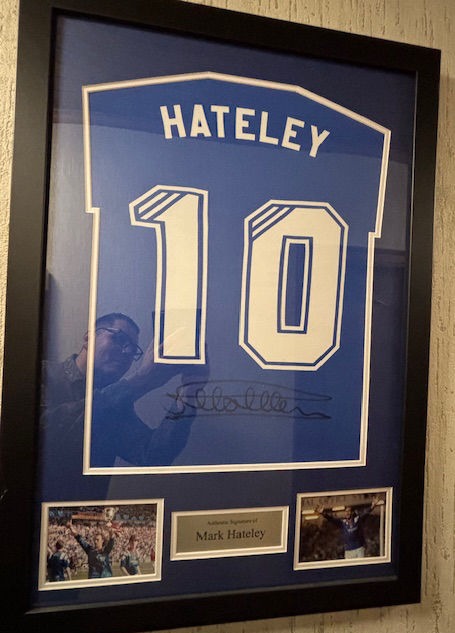 HATELEY
10
Authentic Signature of
Mark Hateley